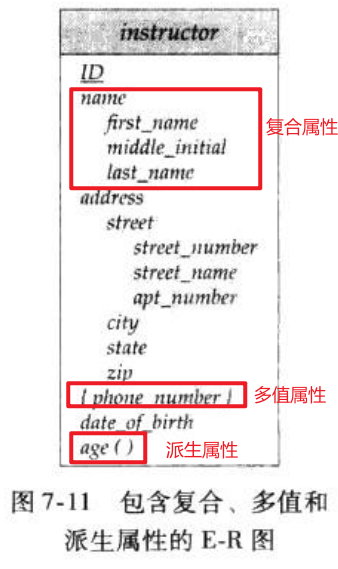 instructor
ID
name
first_name
复合属性
middle_initial
last_name
address
street
street_number
street_name
apt_number
city
state
zip
{ phone_number }
多值属性
date_of_birth
age ( )
派生属性
图 7-11 包含复合、多值和
派生属性的 E-R 图